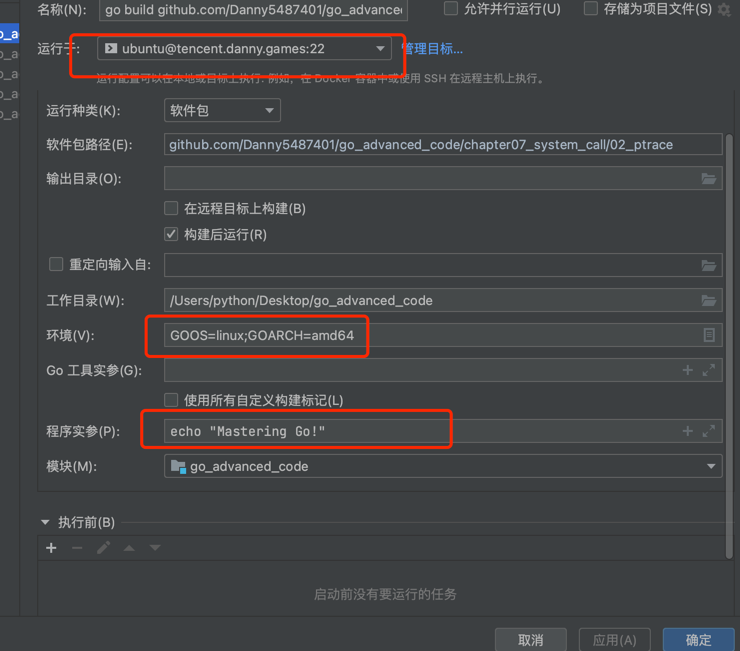 名称(N): go build github.com/Danny5487401/go_advanced 允许并行运行(U) 存储为项目文件(S)
运行于: ubuntu@tencent.danny.games:22 管理目标...
运行配置可以在本地或目标上执行: 例如，在 Docker 容器中或使用 SSH 在远程主机上执行。
运行种类(K): 软件包
软件包路径(E): github.com/Danny5487401/go_advanced_code/chapter07_system_call/02_ptrace
输出目录(O):
在远程目标上构建(B)
构建后运行(R)
重定向输入自:
工作目录(W): /Users/python/Desktop/go_advanced_code
环境(V): GOOS=linux;GOARCH=amd64
Go 工具实参(G):
使用所有自定义构建标记(L)
程序实参(P): echo "Mastering Go!"
模块(M): go_advanced_code
执行前(B)
启动前没有要运行的任务
取消 应用(A) 确定